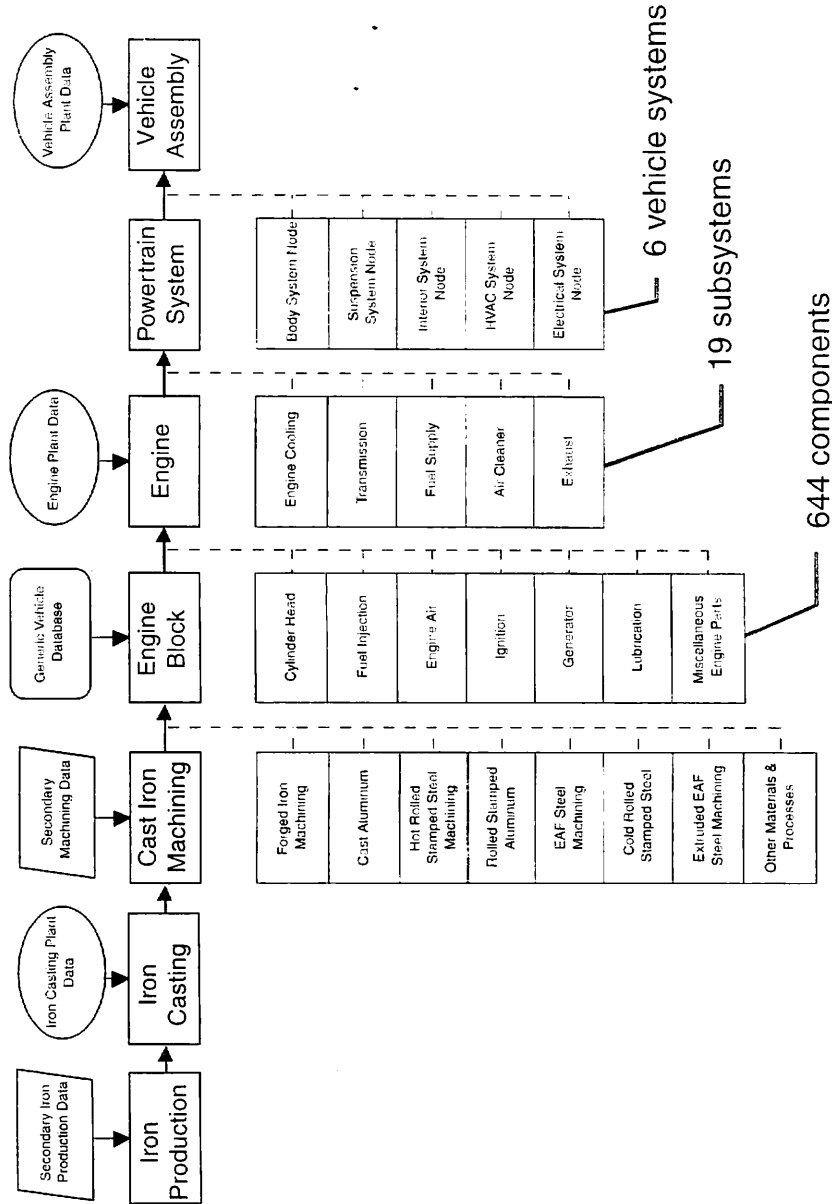 Secondary Iron
Production Data
Iron Casting Plant
Data
Secondary
Machining Data
Generic Vehicle
Database
Engine Plant Data
Vehicle Assembly
Plant Data
Iron
Production
Iron
Casting
Cast Iron
Machining
Engine
Block
Engine
Powertrain
System
Vehicle
Assembly
Forged Iron
Machining
Cast Aluminum
Hot Rolled
Stamped Steel
Machining
Rolled Stamped
Aluminum
EAF Steel
Machining
Cold Rolled
Stamped Steel
Extruded EAF
Steel Machining
Other Materials &
Processes
Cylinder Head
Fuel Injection
Engine Air
Ignition
Generator
Lubrication
Miscellaneous
Engine Parts
Engine Cooling
Transmission
Fuel Supply
Air Cleaner
Exhaust
Body System Node
Suspension
System Node
Interior System
Node
HVAC System
Node
Electrical System
Node
644 components
19 subsystems
6 vehicle systems